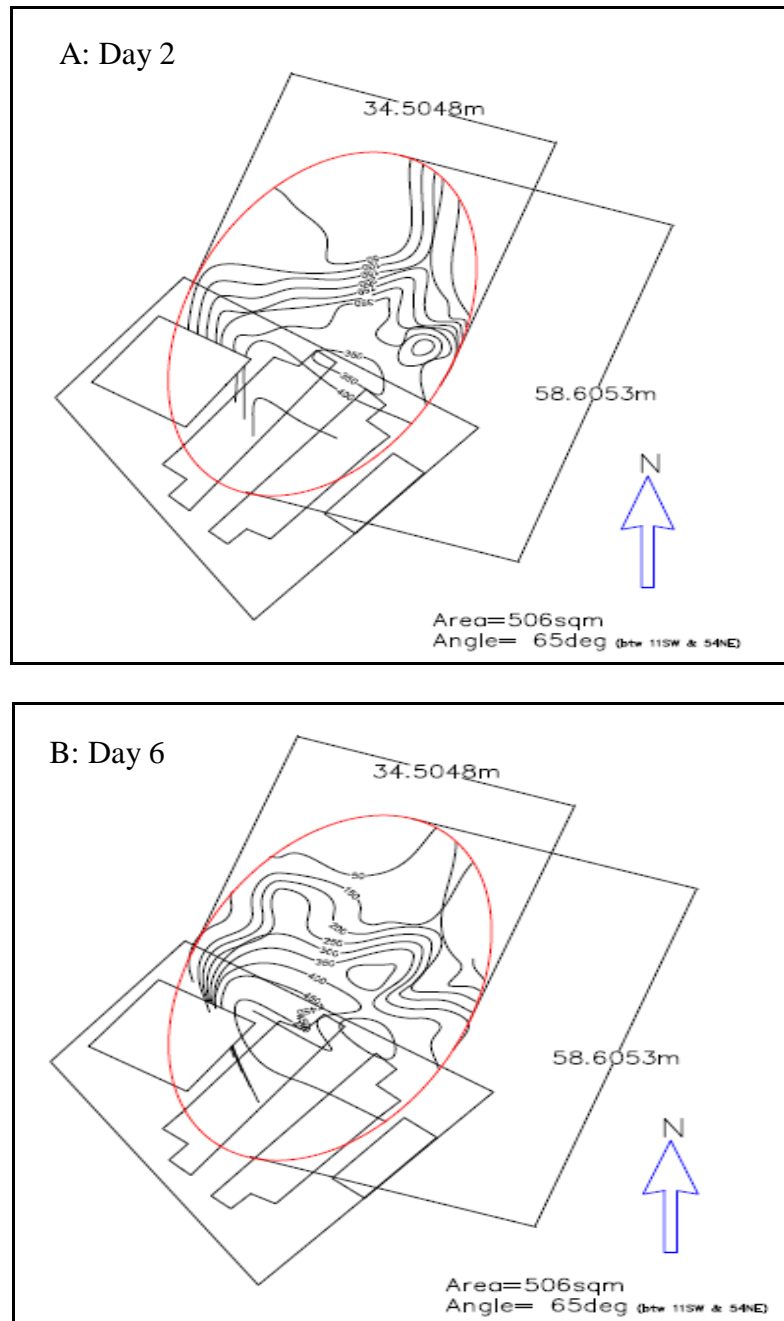 A: Day 2
34.5048m
350
350
400
58.6053m
N
Area=506sqm
Angle= 65deg (btw 11SW & 54NE)
B: Day 6
34.5048m
50
150
200
250
300
350
400
450
58.6053m
N
Area=506sqm
Angle= 65deg (btw 11SW & 54NE)